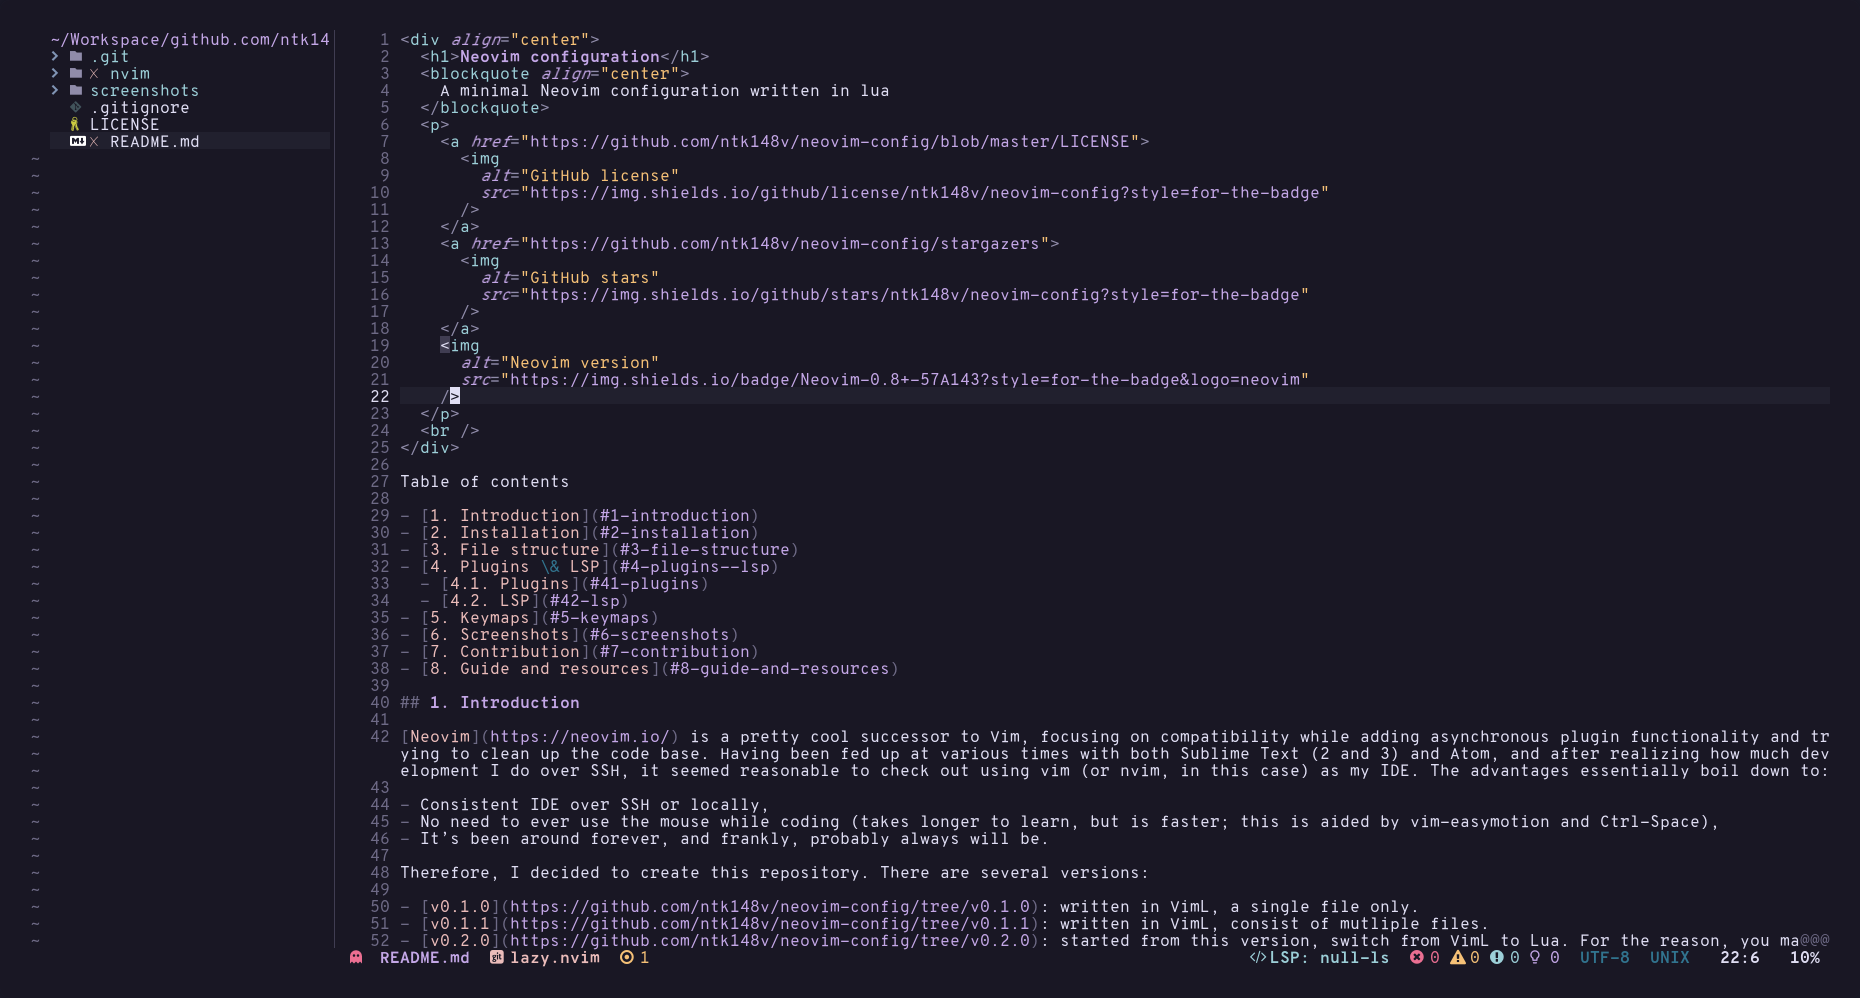 ~/Workspace/github.com/ntk14
.git
nvim
screenshots
.gitignore
LICENSE
README.md
1 <div align="center">
2 <h1>Neovim configuration</h1>
3 <blockquote align="center">
4 A minimal Neovim configuration written in lua
5 </blockquote>
6 <p>
7 <a href="https://github.com/ntk148v/neovim-config/blob/master/LICENSE">
8 <img
9 alt="GitHub license"
10 src="https://img.shields.io/github/license/ntk148v/neovim-config?style=for-the-badge"
11 />
12 </a>
13 <a href="https://github.com/ntk148v/neovim-config/stargazers">
14 <img
15 alt="GitHub stars"
16 src="https://img.shields.io/github/stars/ntk148v/neovim-config?style=for-the-badge"
17 />
18 </a>
19 <img
20 alt="Neovim version"
21 src="https://img.shields.io/badge/Neovim-0.8+-57A143?style=for-the-badge&logo=neovim"
22 />
23 </p>
24 <br />
25 </div>
26
27 Table of contents
28
29 - [1. Introduction](#1-introduction)
30 - [2. Installation](#2-installation)
31 - [3. File structure](#3-file-structure)
32 - [4. Plugins \& LSP](#4-plugins--lsp)
33 - [4.1. Plugins](#41-plugins)
34 - [4.2. LSP](#42-lsp)
35 - [5. Keymaps](#5-keymaps)
36 - [6. Screenshots](#6-screenshots)
37 - [7. Contribution](#7-contribution)
38 - [8. Guide and resources](#8-guide-and-resources)
39
40 ## 1. Introduction
41
42 [Neovim](https://neovim.io/) is a pretty cool successor to Vim, focusing on compatibility while adding asynchronous plugin functionality and tr
ying to clean up the code base. Having been fed up at various times with both Sublime Text (2 and 3) and Atom, and after realizing how much dev
elopment I do over SSH, it seemed reasonable to check out using vim (or nvim, in this case) as my IDE. The advantages essentially boil down to:
43
44 - Consistent IDE over SSH or locally,
45 - No need to ever use the mouse while coding (takes longer to learn, but is faster; this is aided by vim-easymotion and Ctrl-Space),
46 - It's been around forever, and frankly, probably always will be.
47
48 Therefore, I decided to create this repository. There are several versions:
49
50 - [v0.1.0](https://github.com/ntk148v/neovim-config/tree/v0.1.0): written in VimL, a single file only.
51 - [v0.1.1](https://github.com/ntk148v/neovim-config/tree/v0.1.1): written in VimL, consist of mutliple files.
52 - [v0.2.0](https://github.com/ntk148v/neovim-config/tree/v0.2.0): started from this version, switch from VimL to Lua. For the reason, you ma@@@
README.md git lazy.nvim 1 </>LSP: null-ls 0 0 0 0 UTF-8 UNIX 22:6 10%